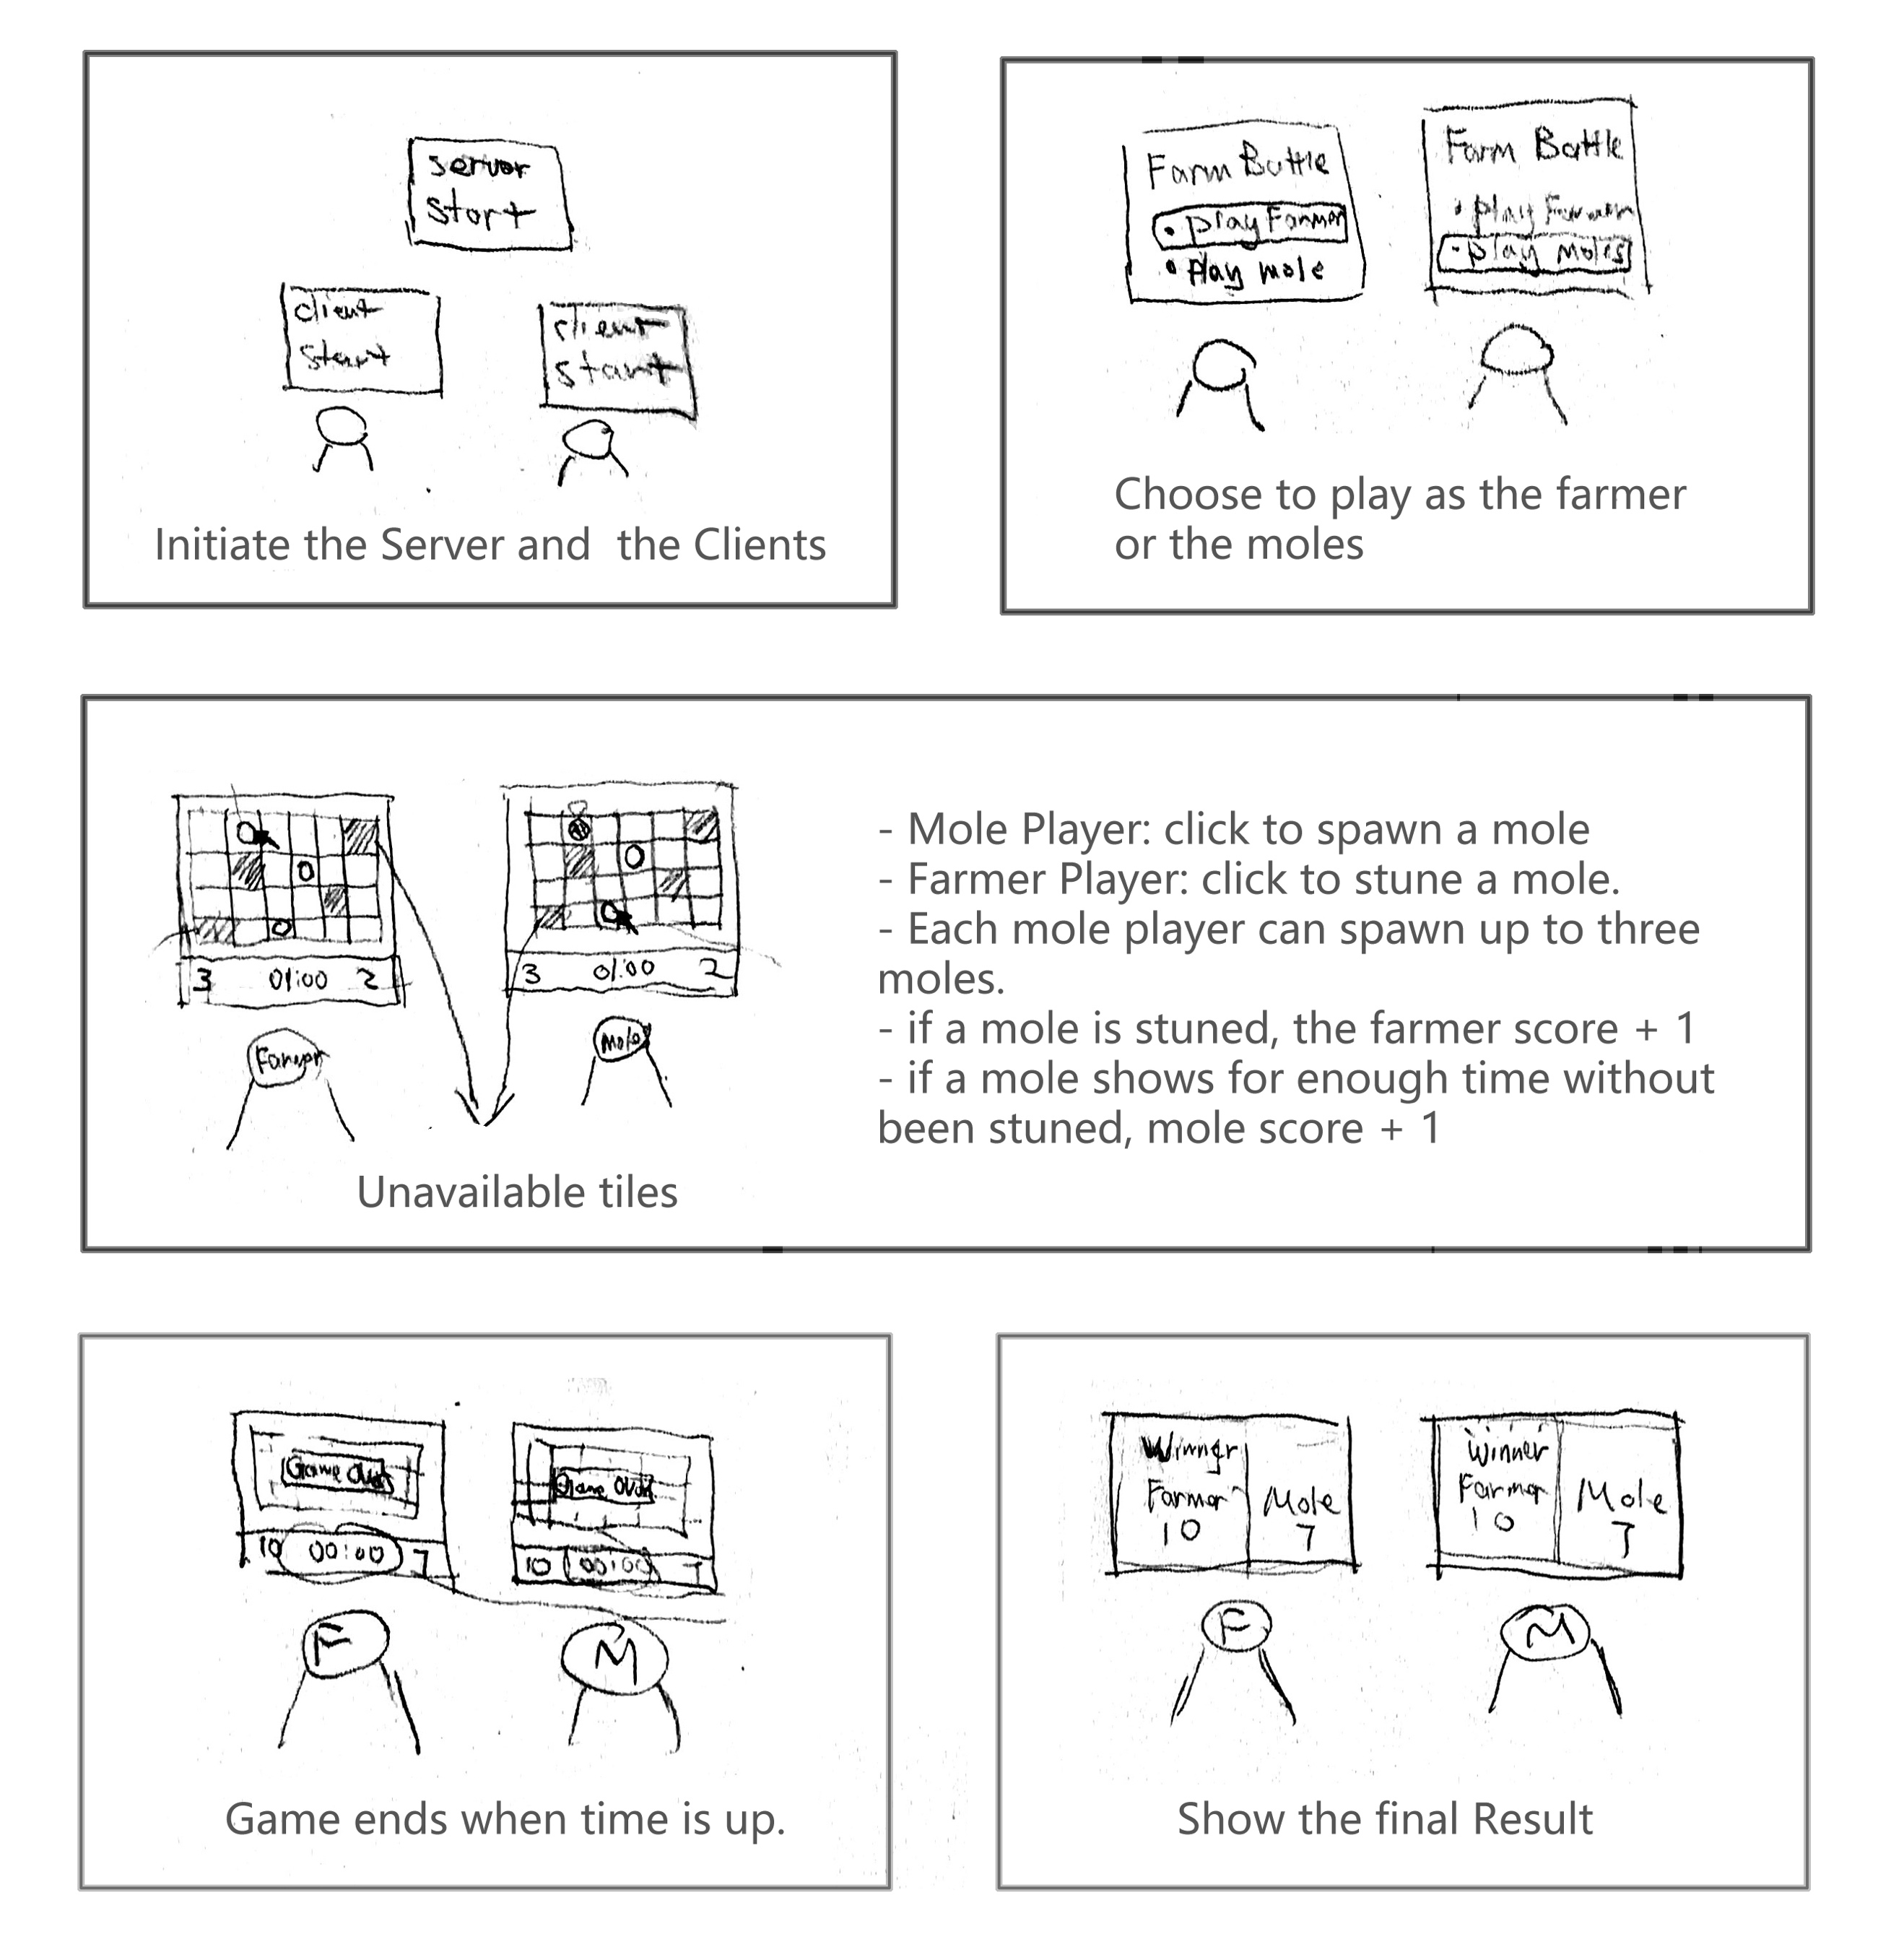 server
start
client
start
client
start
Initiate the Server and the Clients
Farm Battle
• play Farmer
• Play mole
Farm Battle
• play Farmer
• play moles
Choose to play as the farmer
or the moles
3 01:00 2
Farmer
3 01:00 2
Mole
Unavailable tiles
- Mole Player: click to spawn a mole
- Farmer Player: click to stune a mole.
- Each mole player can spawn up to three
moles.
- if a mole is stuned, the farmer score + 1
- if a mole shows for enough time without
been stuned, mole score + 1
Game Over
10 00:00 7
F
Game Over
10 00:00 7
M
Game ends when time is up.
Winner
Farmer
10
Mole
7
F
Winner
Farmer
10
Mole
7
M
Show the final Result